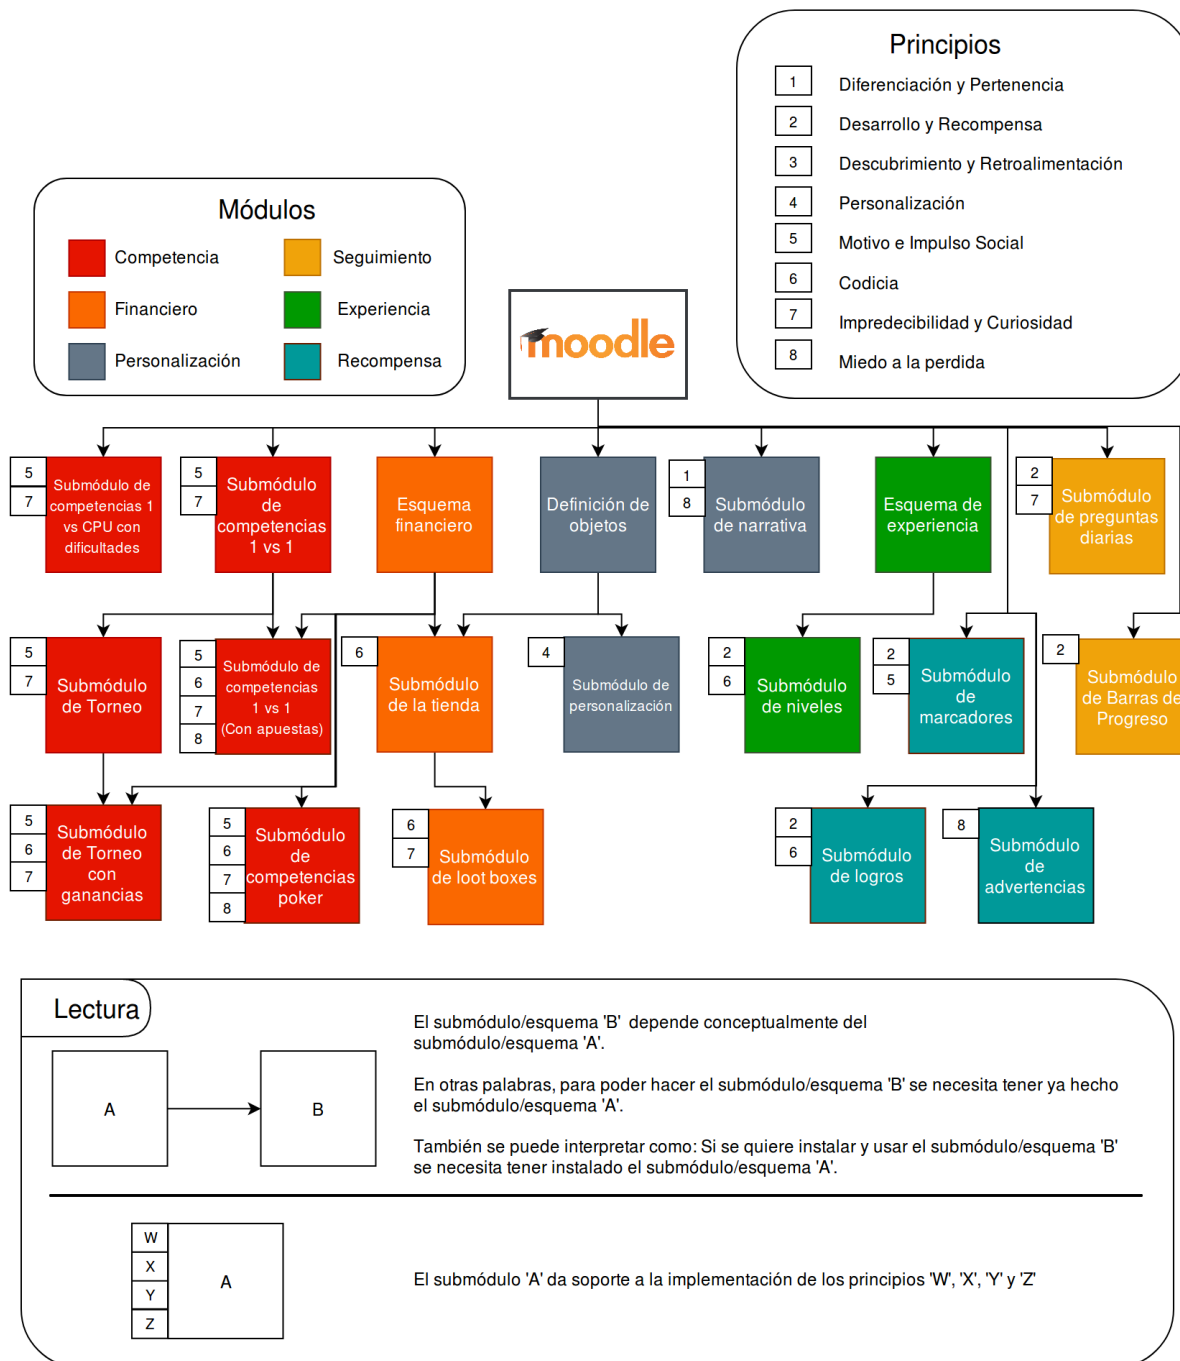 Principios
1 Diferenciación y Pertenencia
2 Desarrollo y Recompensa
3 Descubrimiento y Retroalimentación
4 Personalización
5 Motivo e Impulso Social
6 Codicia
7 Impredecibilidad y Curiosidad
8 Miedo a la perdida
Módulos
Competencia
Seguimiento
Financiero
Experiencia
Personalización
Recompensa
moodle
5
7
Submódulo de
competencias 1
vs CPU con
dificultades
5
7
Submódulo
de
competencias
1 vs 1
Esquema
financiero
Definición de
objetos
1
8
Submódulo
de narrativa
Esquema de
experiencia
2
7
Submódulo
de preguntas
diarias
5
7
Submódulo
de Torneo
5
6
7
8
Submódulo de
competencias
1 vs 1
(Con apuestas)
6
Submódulo
de la tienda
4
Submódulo de
personalización
2
6
Submódulo
de niveles
2
5
Submódulo
de
marcadores
2
Submódulo
de Barras de
Progreso
5
6
7
Submódulo
de Torneo
con
ganancias
5
6
7
8
Submódulo
de
competencias
poker
6
7
Submódulo
de loot boxes
2
6
Submódulo
de logros
8
Submódulo
de
advertencias
Lectura
A
B
El submódulo/esquema 'B' depende conceptualmente del
submódulo/esquema 'A'.
En otras palabras, para poder hacer el submódulo/esquema 'B' se necesita tener ya hecho
el submódulo/esquema 'A'.
También se puede interpretar como: Si se quiere instalar y usar el submódulo/esquema 'B'
se necesita tener instalado el submódulo/esquema 'A'.
W
X
Y
Z
A
El submódulo 'A' da soporte a la implementación de los principios 'W', 'X', 'Y' y 'Z'